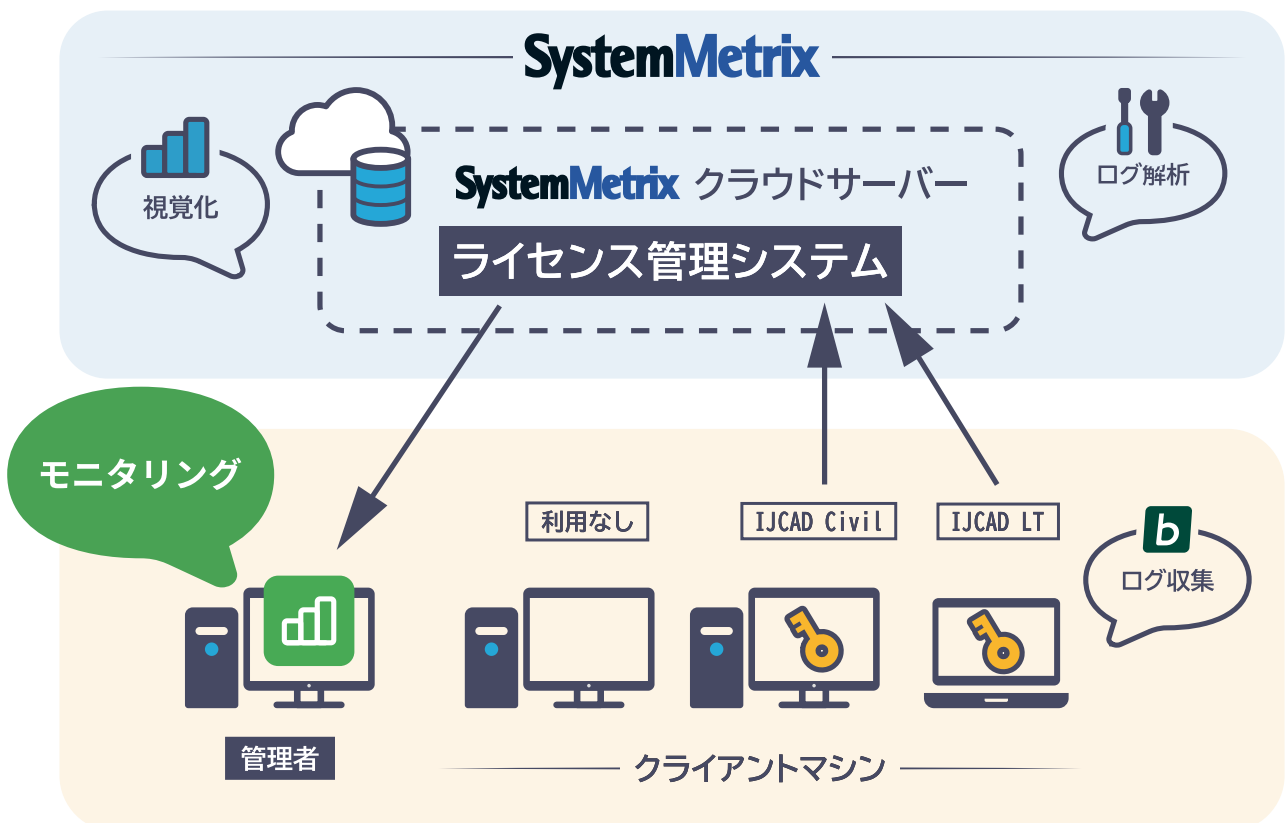 SystemMetrix
視覚化
SystemMetrix クラウドサーバー
ログ解析
ライセンス管理システム
モニタリング
利用なし
IJCAD Civil
IJCAD LT
b
ログ収集
管理者
クライアントマシン